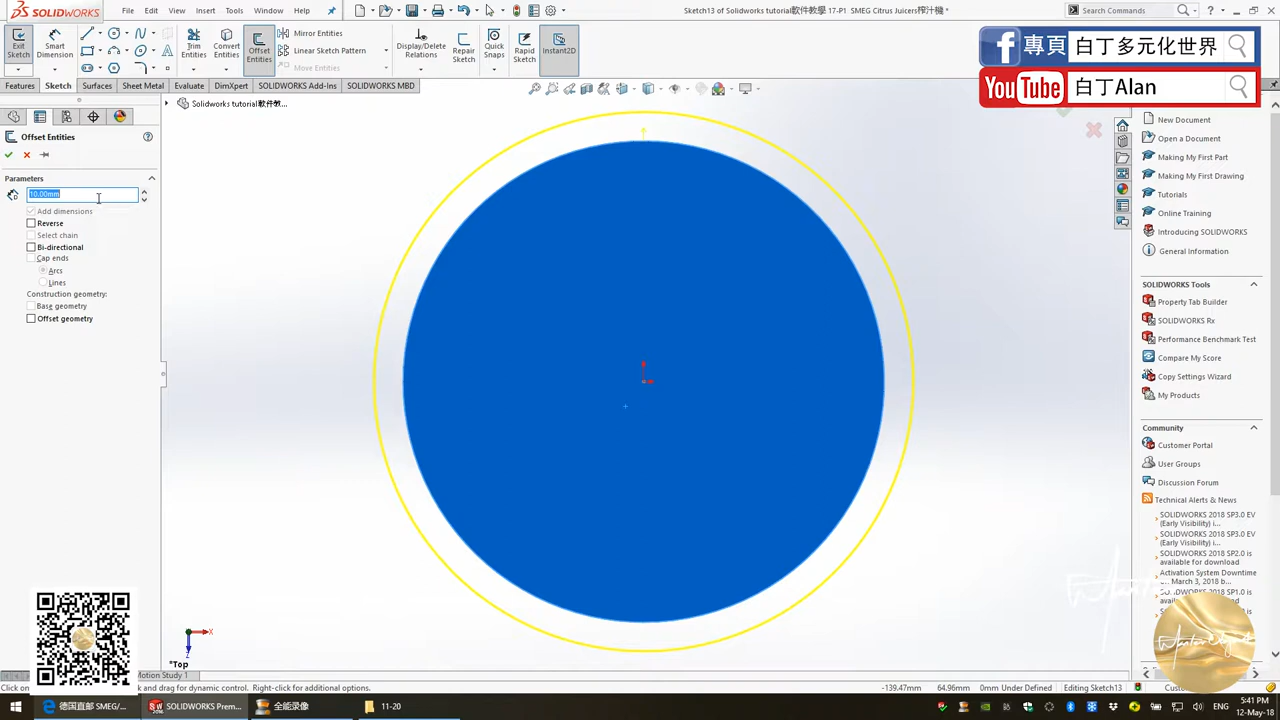 SOLIDWORKS
File
Edit
View
Insert
Tools
Window
Help
Sketch13 of Solidworks tutorial軟件教學 17-P1 SMEG Citrus Juicers榨汁機 *
Search Commands
Exit Sketch
Smart Dimension
Trim Entities
Convert Entities
Offset Entities
Mirror Entities
Linear Sketch Pattern
Move Entities
Display/Delete Relations
Repair Sketch
Quick Snaps
Rapid Sketch
Instant2D
f 專頁 白丁多元化世界
YouTube 白丁Alan
Features
Sketch
Surfaces
Sheet Metal
Evaluate
DimXpert
SOLIDWORKS Add-Ins
SOLIDWORKS MBD
Solidworks tutorial軟件教...
Offset Entities
Parameters
10.00mm
Add dimensions
Reverse
Select chain
Bi-directional
Cap ends
Arcs
Lines
Construction geometry:
Base geometry
Offset geometry
New Document
Open a Document
Making My First Part
Making My First Drawing
Tutorials
Online Training
Introducing SOLIDWORKS
General Information
SOLIDWORKS Tools
Property Tab Builder
SOLIDWORKS Rx
Performance Benchmark Test
Compare My Score
Copy Settings Wizard
My Products
Community
Customer Portal
User Groups
Discussion Forum
Technical Alerts & News
SOLIDWORKS 2018 SP3.0 EV
(Early Visibility) i...
SOLIDWORKS 2018 SP3.0 EV
(Early Visibility) i...
SOLIDWORKS 2018 SP2.0 is
available for download
Activation System Downtime
... March 3, 2018 b...
X
Z
*Top
Motion Study 1
Click on
and drag for dynamic control. Right-click for additional options.
-139.47mm
64.96mm
0mm
Under Defined
Editing Sketch13
德国直邮 SMEG/...
SOLIDWORKS Prem...
全能录像
11-20
ENG
5:41 PM
12-May-18